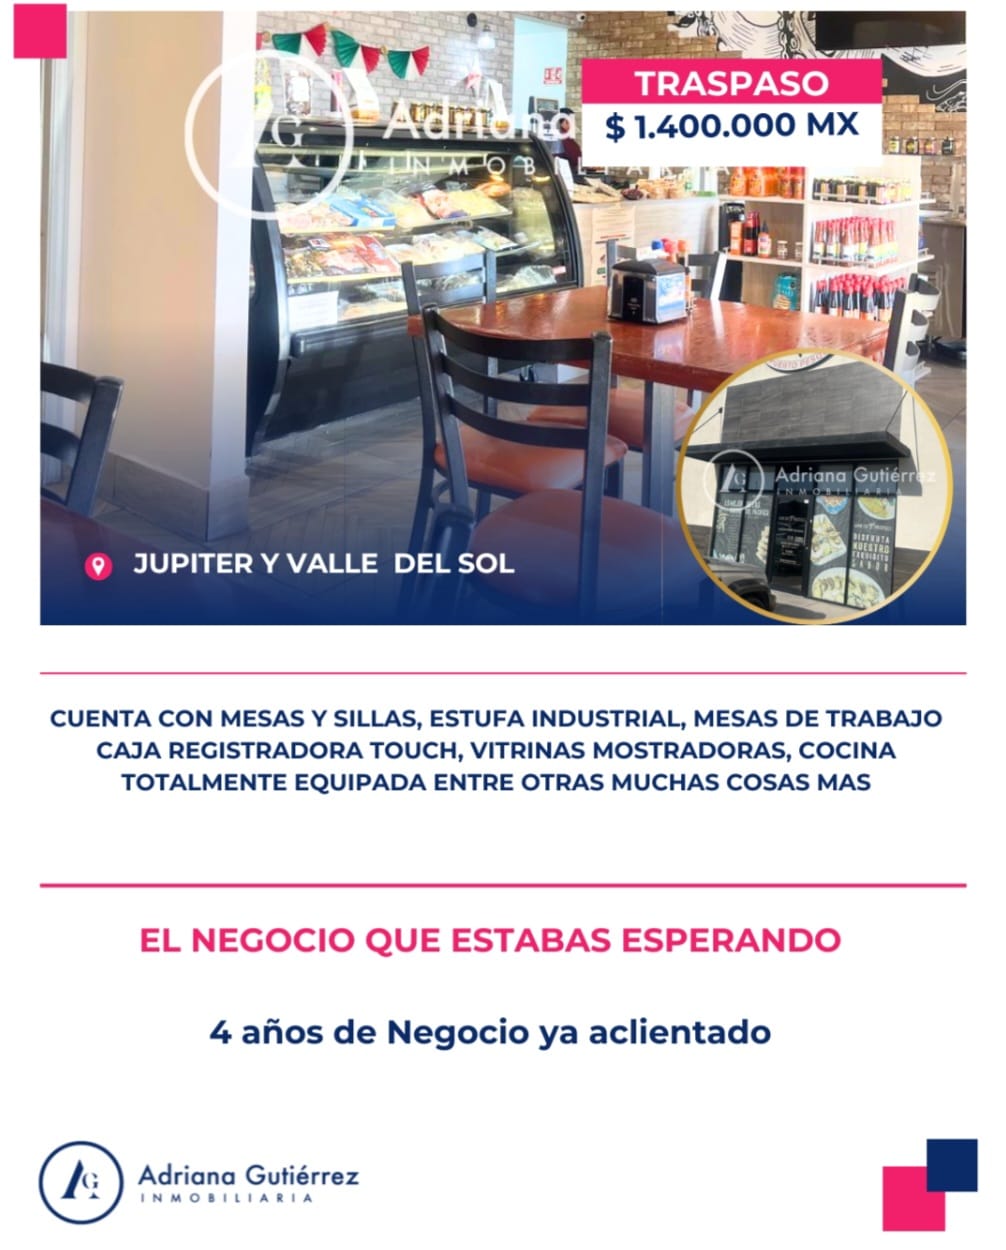 TRASPASO
$ 1.400.000 MX
Adriana
INMOBILIARIA
Adriana Gutiérrez
INMOBILIARIA
DISFRUTA
NUESTRO
EXQUISITO
SABOR
JUPITER Y VALLE DEL SOL
CUENTA CON MESAS Y SILLAS, ESTUFA INDUSTRIAL, MESAS DE TRABAJO
CAJA REGISTRADORA TOUCH, VITRINAS MOSTRADORAS, COCINA
TOTALMENTE EQUIPADA ENTRE OTRAS MUCHAS COSAS MAS
EL NEGOCIO QUE ESTABAS ESPERANDO
4 años de Negocio ya aclientado
AG
Adriana Gutiérrez
INMOBILIARIA